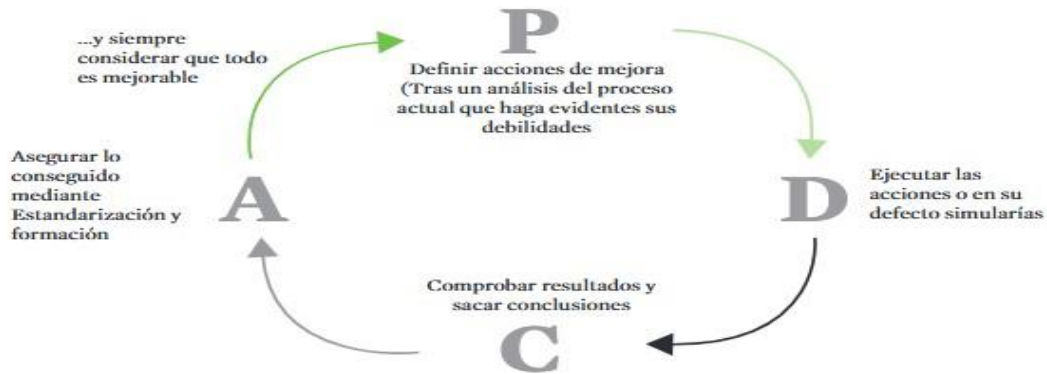 ...y siempre
considerar que todo
es mejorable
P
Definir acciones de mejora
(Tras un análisis del proceso
actual que haga evidentes sus
debilidades
Asegurar lo
conseguido
mediante
Estandarización y
formación
A
D
Ejecutar las
acciones o en su
defecto simularías
Comprobar resultados y
sacar conclusiones
C